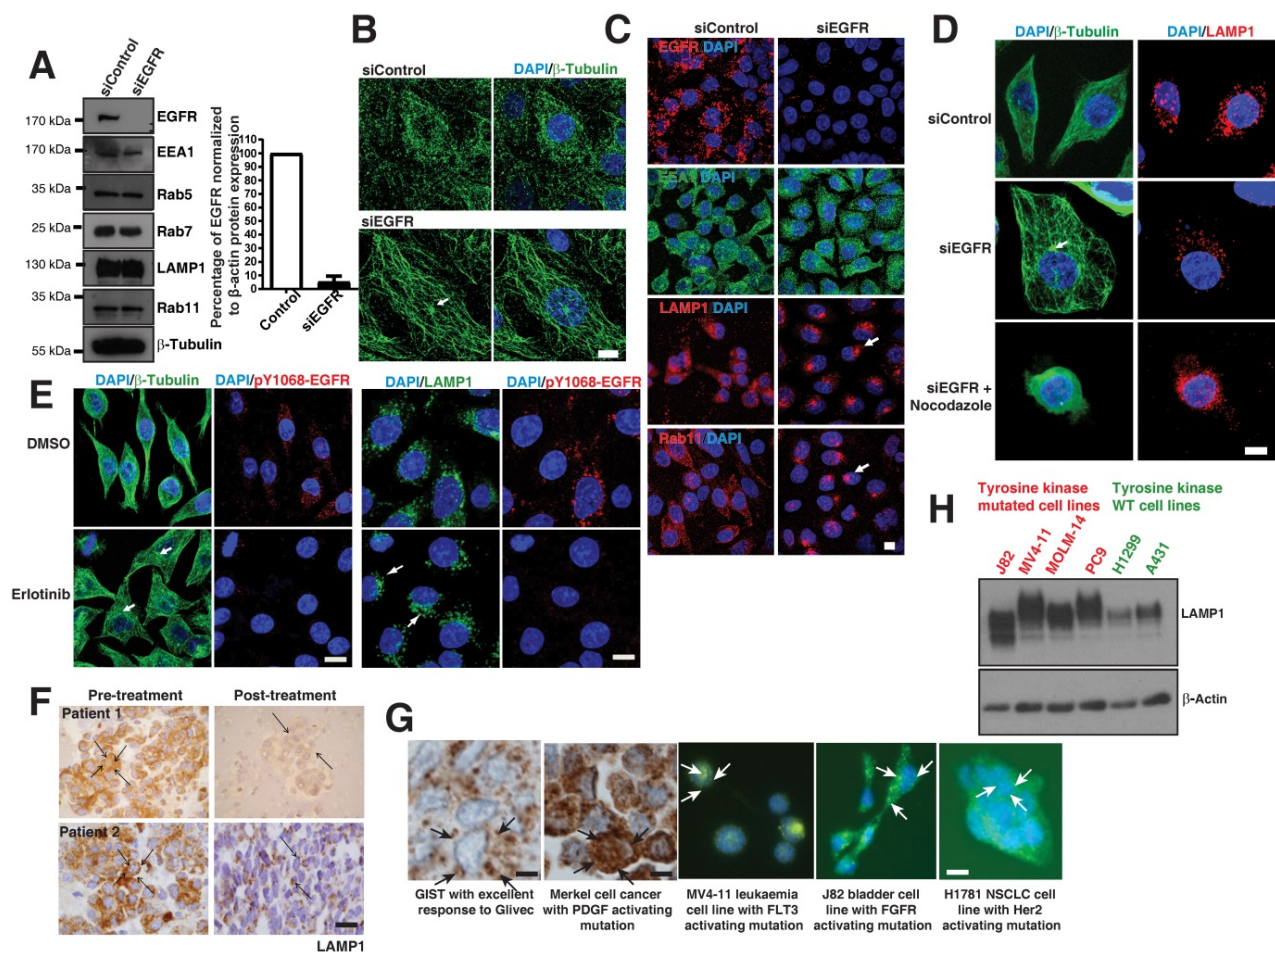 A
siControl
siEGFR
170 kDa
EGFR
170 kDa
EEA1
35 kDa
Rab5
25 kDa
Rab7
130 kDa
LAMP1
35 kDa
Rab11
55 kDa
β-Tubulin
Percentage of EGFR normalized
to β-actin protein expression
110
100
90
80
70
60
50
40
30
20
10
0
Control
siEGFR
B
siControl
DAPI/β-Tubulin
siEGFR
C
siControl
siEGFR
EGFR DAPI
EEA1 DAPI
LAMP1 DAPI
Rab11 DAPI
D
DAPI/β-Tubulin
DAPI/LAMP1
siControl
siEGFR
siEGFR +
Nocodazole
E
DAPI/β-Tubulin
DAPI/pY1068-EGFR
DAPI/LAMP1
DAPI/pY1068-EGFR
DMSO
Erlotinib
F
Pre-treatment
Post-treatment
Patient 1
Patient 2
LAMP1
G
GIST with excellent
response to Glivec
Merkel cell cancer
with PDGF activating
mutation
MV4-11 leukaemia
cell line with FLT3
activating mutation
J82 bladder cell
line with FGFR
activating mutation
H1781 NSCLC cell
line with Her2
activating mutation
H
Tyrosine kinase
mutated cell lines
Tyrosine kinase
WT cell lines
J82
MV4-11
MOLM-14
PC9
H1299
A431
LAMP1
β-Actin